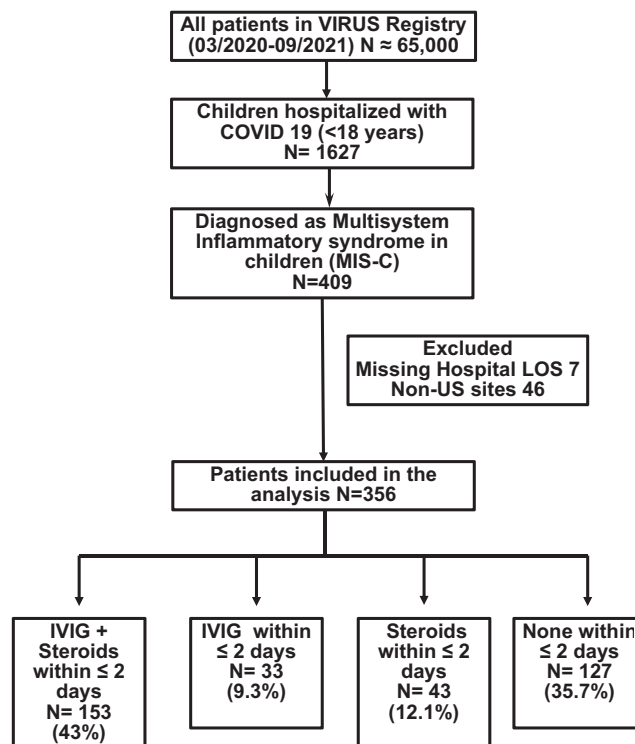 All patients in VIRUS Registry
(03/2020-09/2021) N ≈ 65,000
Children hospitalized with
COVID 19 (<18 years)
N= 1627
Diagnosed as Multisystem
Inflammatory syndrome in
children (MIS-C)
N=409
Excluded
Missing Hospital LOS 7
Non-US sites 46
Patients included in the
analysis N=356
IVIG +
Steroids
within ≤ 2
days
N= 153
(43%)
IVIG within
≤ 2 days
N= 33
(9.3%)
Steroids
within ≤ 2
days
N= 43
(12.1%)
None within
≤ 2 days
N= 127
(35.7%)